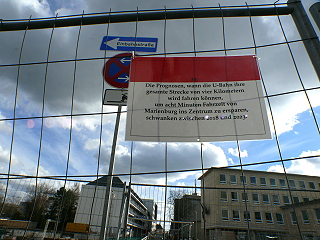 Einbahnstraße
Die Prognosen, wann die U-Bahn ihre
gesamte Strecke von vier Kilometern
wird fahren können,
um acht Minuten Fahrzeit von
Marienburg ins Zentrum zu ersparen,
schwanken zwischen 2018 und 2023.